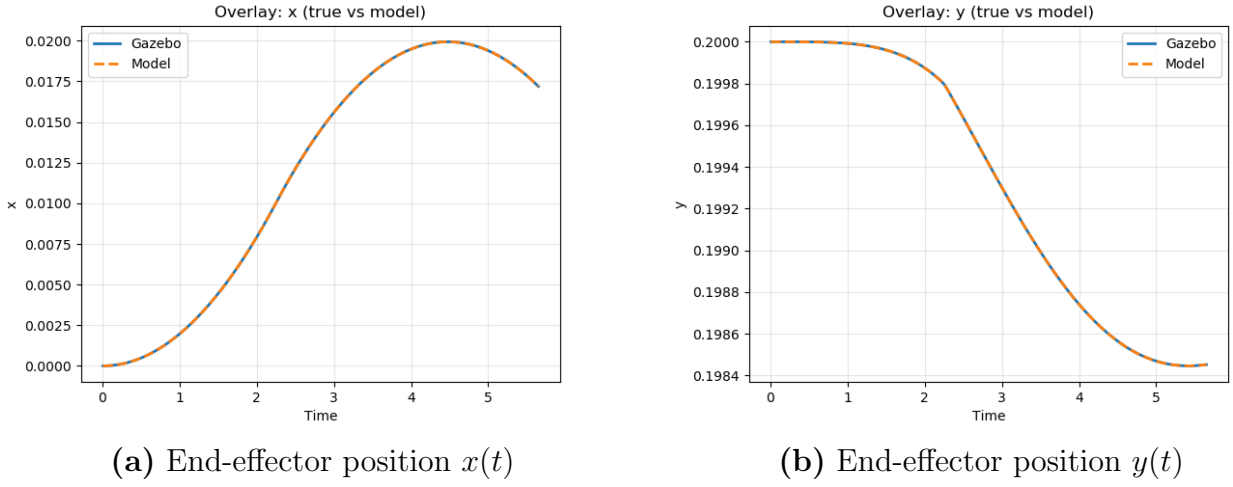 Overlay: x (true vs model)
Gazebo
Model
0.0200
0.0175
0.0150
0.0125
0.0100
0.0075
0.0050
0.0025
0.0000
x
0 1 2 3 4 5
Time
(a) End-effector position x(t)
Overlay: y (true vs model)
Gazebo
Model
0.2000
0.1998
0.1996
0.1994
0.1992
0.1990
0.1988
0.1986
0.1984
y
0 1 2 3 4 5
Time
(b) End-effector position y(t)